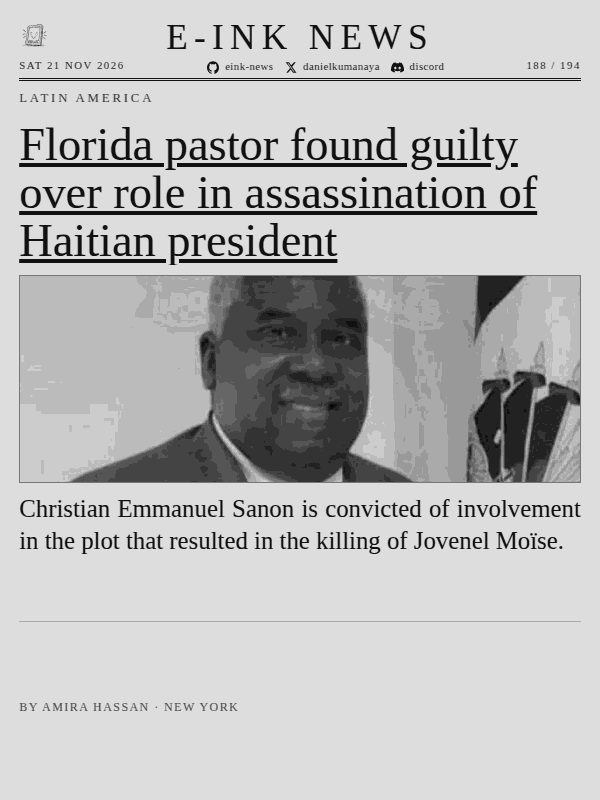 E-INK NEWS
SAT 21 NOV 2026
eink-news
danielkumanaya
discord
188 / 194
LATIN AMERICA
Florida pastor found guilty
over role in assassination of
Haitian president
Christian Emmanuel Sanon is convicted of involvement
in the plot that resulted in the killing of Jovenel Moïse.
BY AMIRA HASSAN · NEW YORK